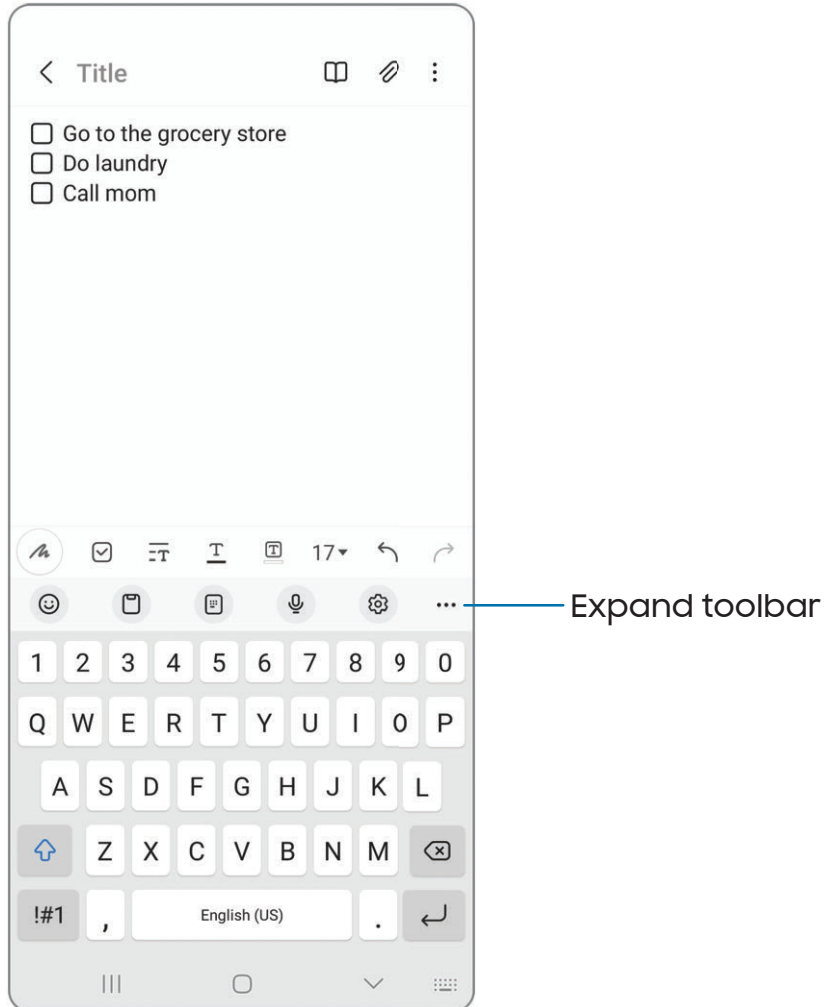 Title
Go to the grocery store
Do laundry
Call mom
T T T 17
Expand toolbar
1 2 3 4 5 6 7 8 9 0
Q W E R T Y U I O P
A S D F G H J K L
Z X C V B N M
!#1 , English (US) .